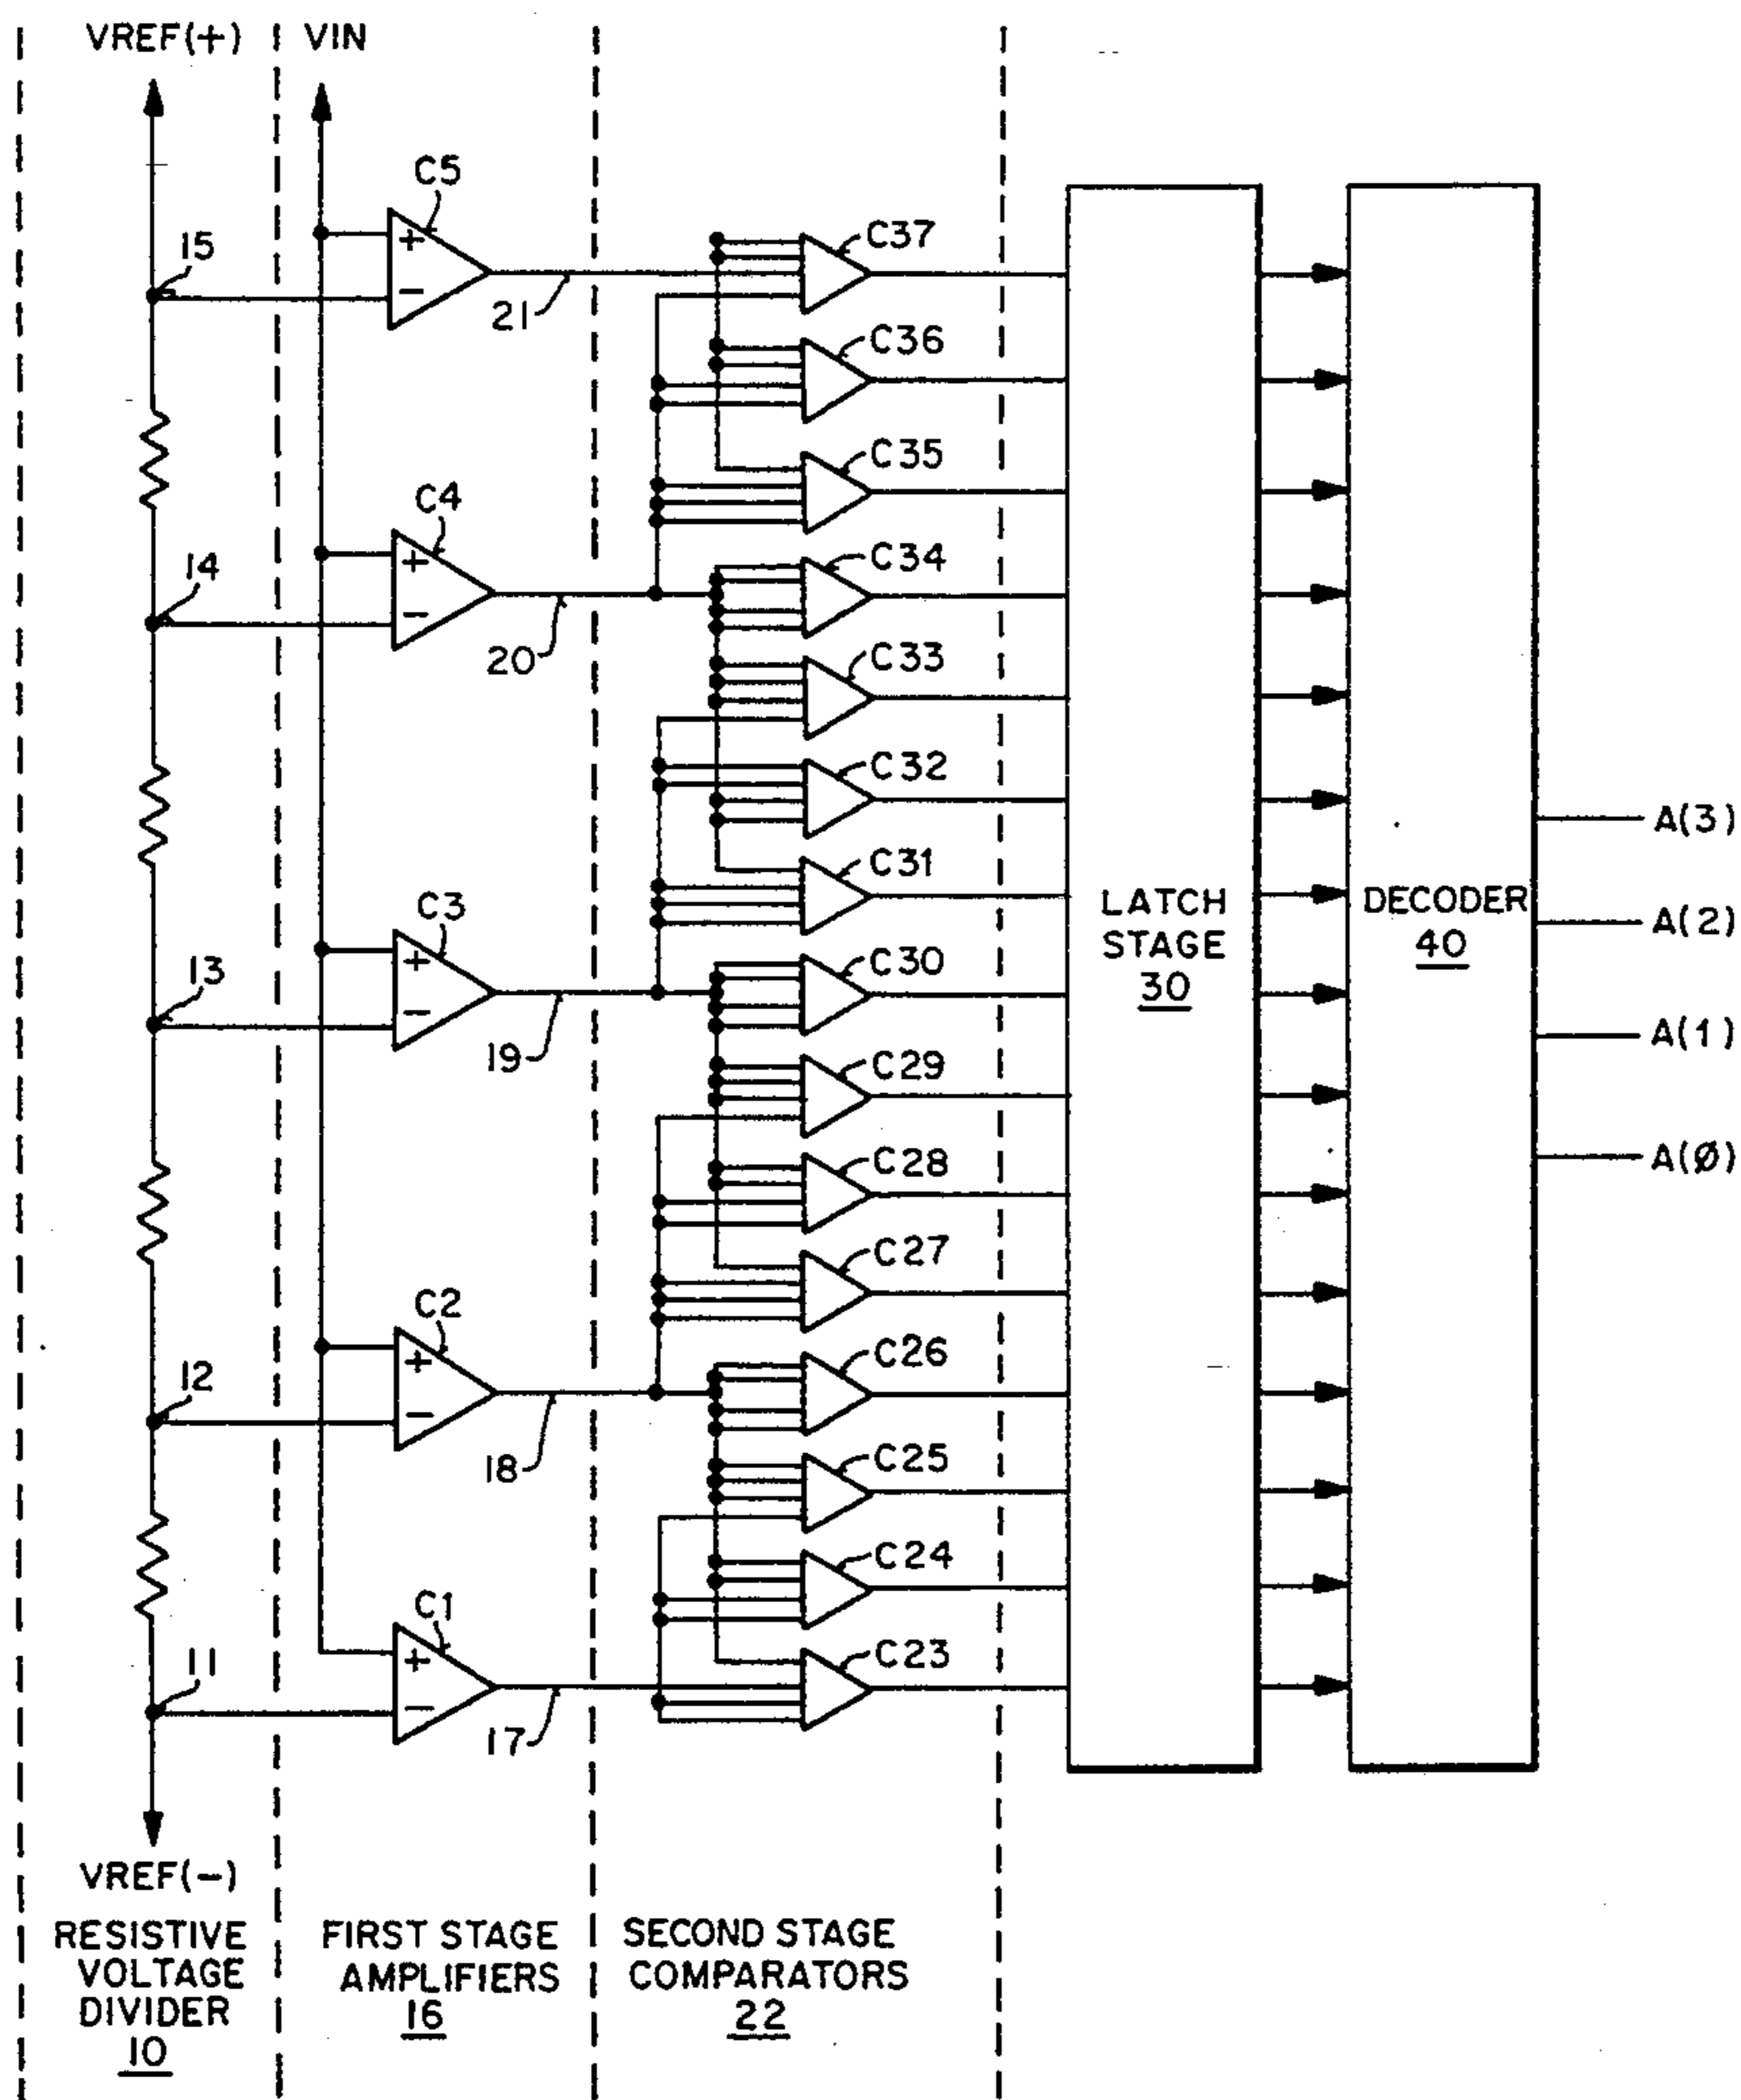 VREF(+)
VIN
C5
C37
15
21
C36
C35
C4
C34
14
20
C33
C32
A(3)
C31
C3
LATCH
STAGE
30
DECODER
40
A(2)
13
C30
19
C29
A(1)
C28
A(Ø)
C27
C2
C26
12
18
C25
C24
C1
C23
11
17
VREF(-)
RESISTIVE
VOLTAGE
DIVIDER
10
FIRST STAGE
AMPLIFIERS
16
SECOND STAGE
COMPARATORS
22